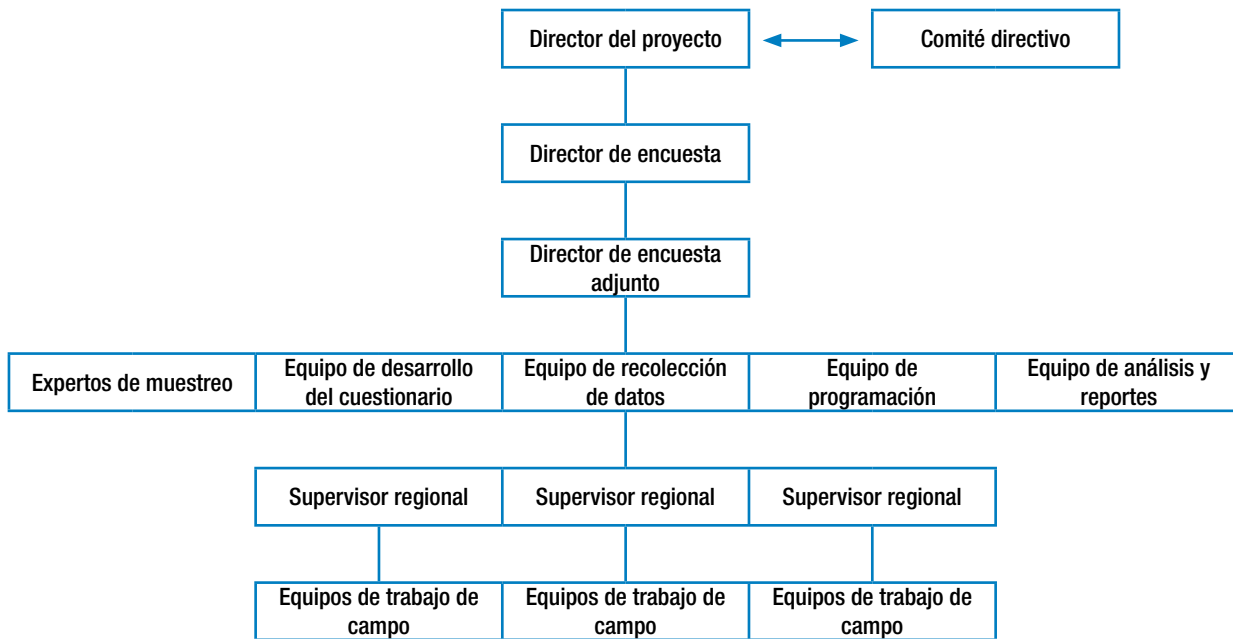 Director del proyecto
Comité directivo
Director de encuesta
Director de encuesta
adjunto
Expertos de muestreo
Equipo de desarrollo
del cuestionario
Equipo de recolección
de datos
Equipo de
programación
Equipo de análisis y
reportes
Supervisor regional
Supervisor regional
Supervisor regional
Equipos de trabajo de
campo
Equipos de trabajo de
campo
Equipos de trabajo de
campo